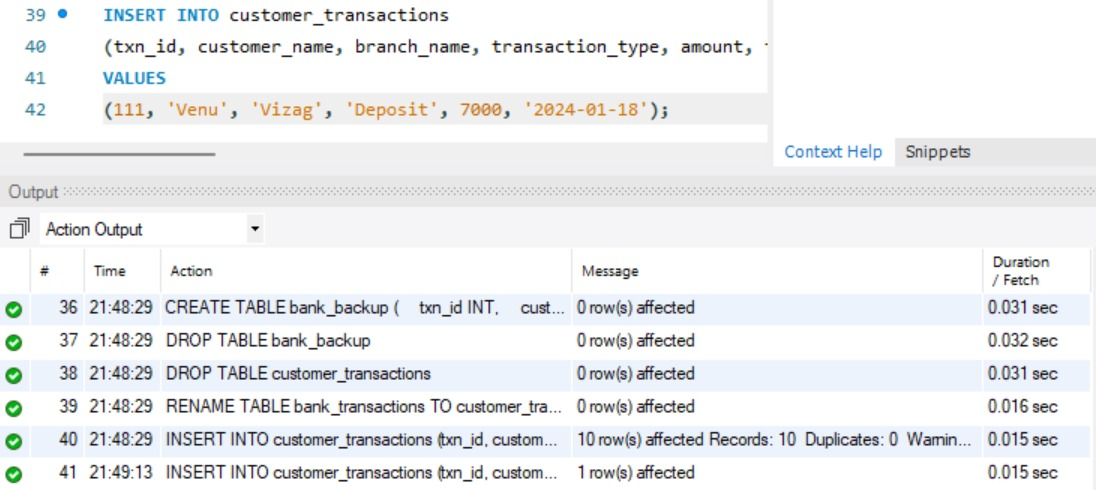 39 INSERT INTO customer_transactions
40 (txn_id, customer_name, branch_name, transaction_type, amount,
41 VALUES
42 (111, 'Venu', 'Vizag', 'Deposit', 7000, '2024-01-18');
Context Help Snippets
Output
Action Output
# Time Action Message Duration / Fetch
36 21:48:29 CREATE TABLE bank_backup ( txn_id INT, cust... 0 row(s) affected 0.031 sec
37 21:48:29 DROP TABLE bank_backup 0 row(s) affected 0.032 sec
38 21:48:29 DROP TABLE customer_transactions 0 row(s) affected 0.031 sec
39 21:48:29 RENAME TABLE bank_transactions TO customer_tra... 0 row(s) affected 0.016 sec
40 21:48:29 INSERT INTO customer_transactions (txn_id, custom... 10 row(s) affected Records: 10 Duplicates: 0 Warnin... 0.015 sec
41 21:49:13 INSERT INTO customer_transactions (txn_id, custom... 1 row(s) affected 0.015 sec